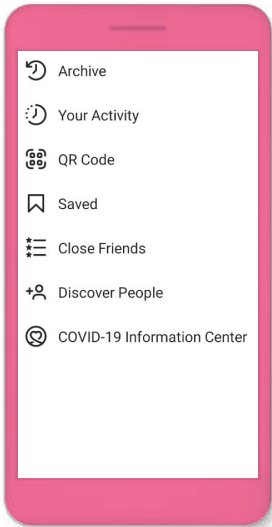 Archive
Your Activity
QR Code
Saved
Close Friends
Discover People
COVID-19 Information Center